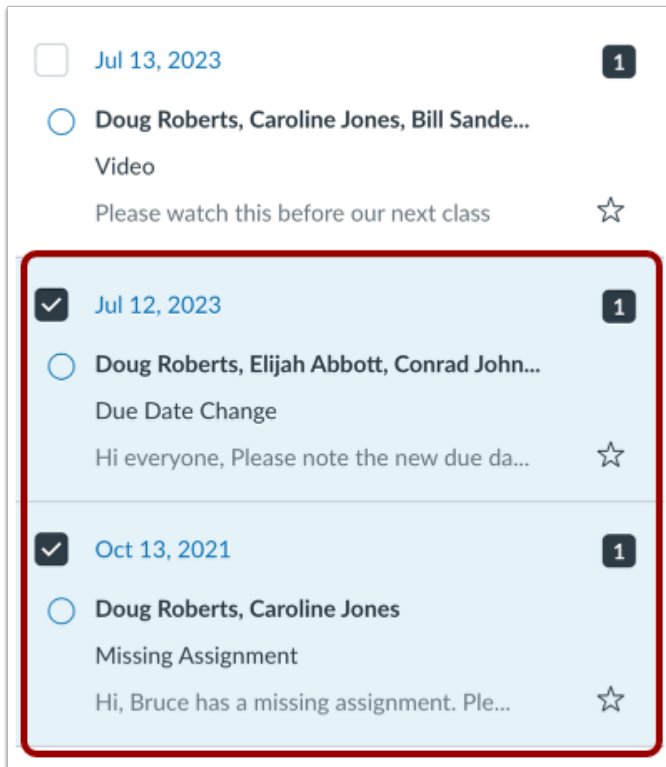 Jul 13, 2023
1
Doug Roberts, Caroline Jones, Bill Sande...
Video
Please watch this before our next class
Jul 12, 2023
1
Doug Roberts, Elijah Abbott, Conrad John...
Due Date Change
Hi everyone, Please note the new due da...
Oct 13, 2021
1
Doug Roberts, Caroline Jones
Missing Assignment
Hi, Bruce has a missing assignment. Ple...